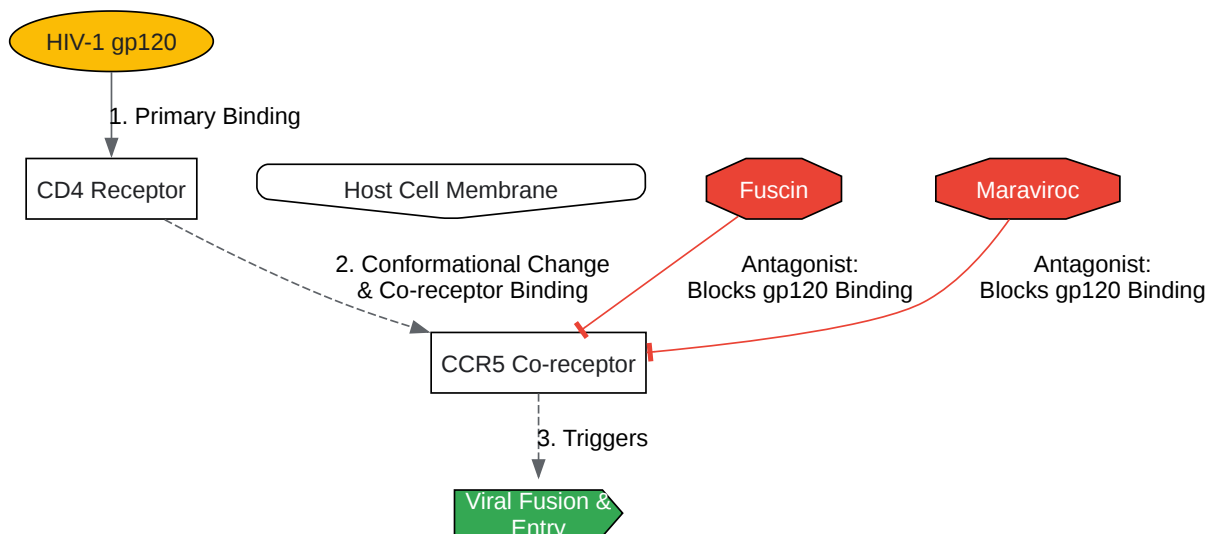 HIV-1 gp120
1. Primary Binding
CD4 Receptor
Host Cell Membrane
Fuscin
Maraviroc
2. Conformational Change
& Co-receptor Binding
Antagonist:
Blocks gp120 Binding
Antagonist:
Blocks gp120 Binding
CCR5 Co-receptor
3. Triggers
Viral Fusion &
Entry